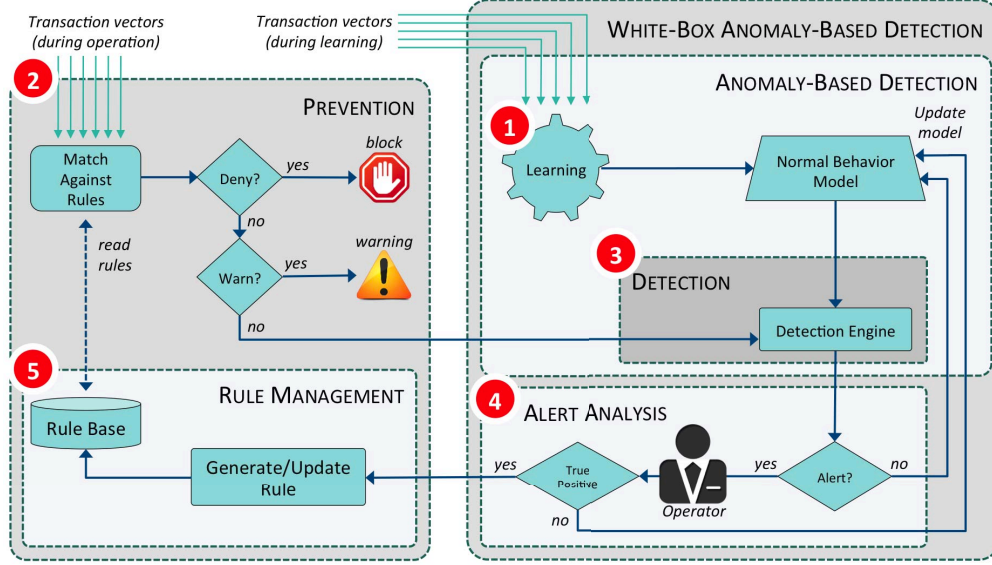 Transaction vectors
(during operation)
Transaction vectors
(during learning)
WHITE-BOX ANOMALY-BASED DETECTION
2
PREVENTION
Match
Against
Rules
Deny?
yes
block
no
Warn?
yes
warning
no
read
rules
ANOMALY-BASED DETECTION
1
Learning
Update
model
Normal Behavior
Model
3
DETECTION
Detection Engine
5
RULE MANAGEMENT
Rule Base
Generate/Update
Rule
4
ALERT ANALYSIS
yes
True
Positive
no
Operator
yes
Alert?
no